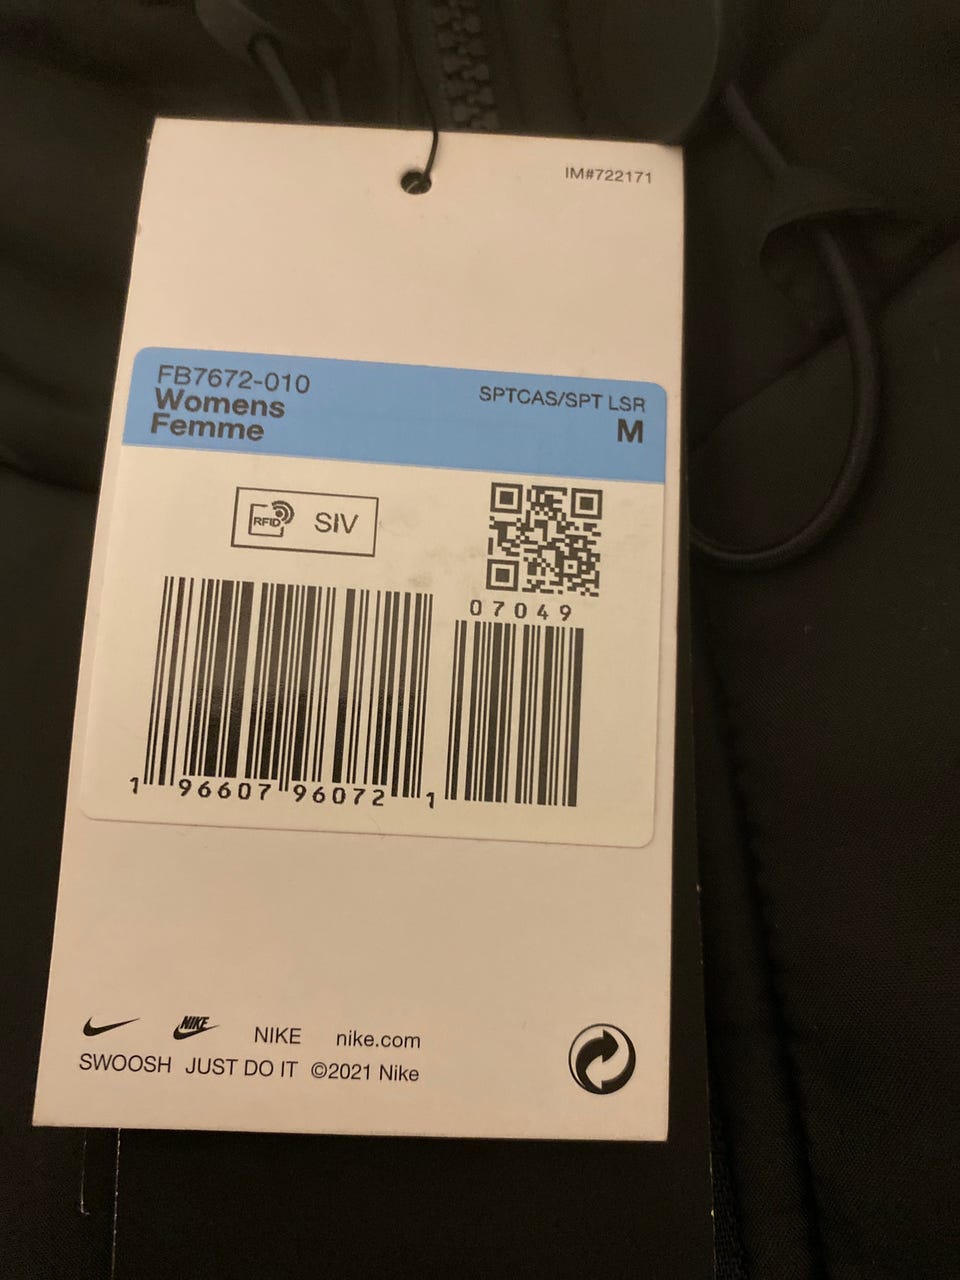 IM#722171
FB7672-010
SPTCAS/SPT LSR
Womens
Femme
M
RFID SIV
07049
1 96607 96072 1
NIKE NIKE nike.com
SWOOSH JUST DO IT ©2021 Nike